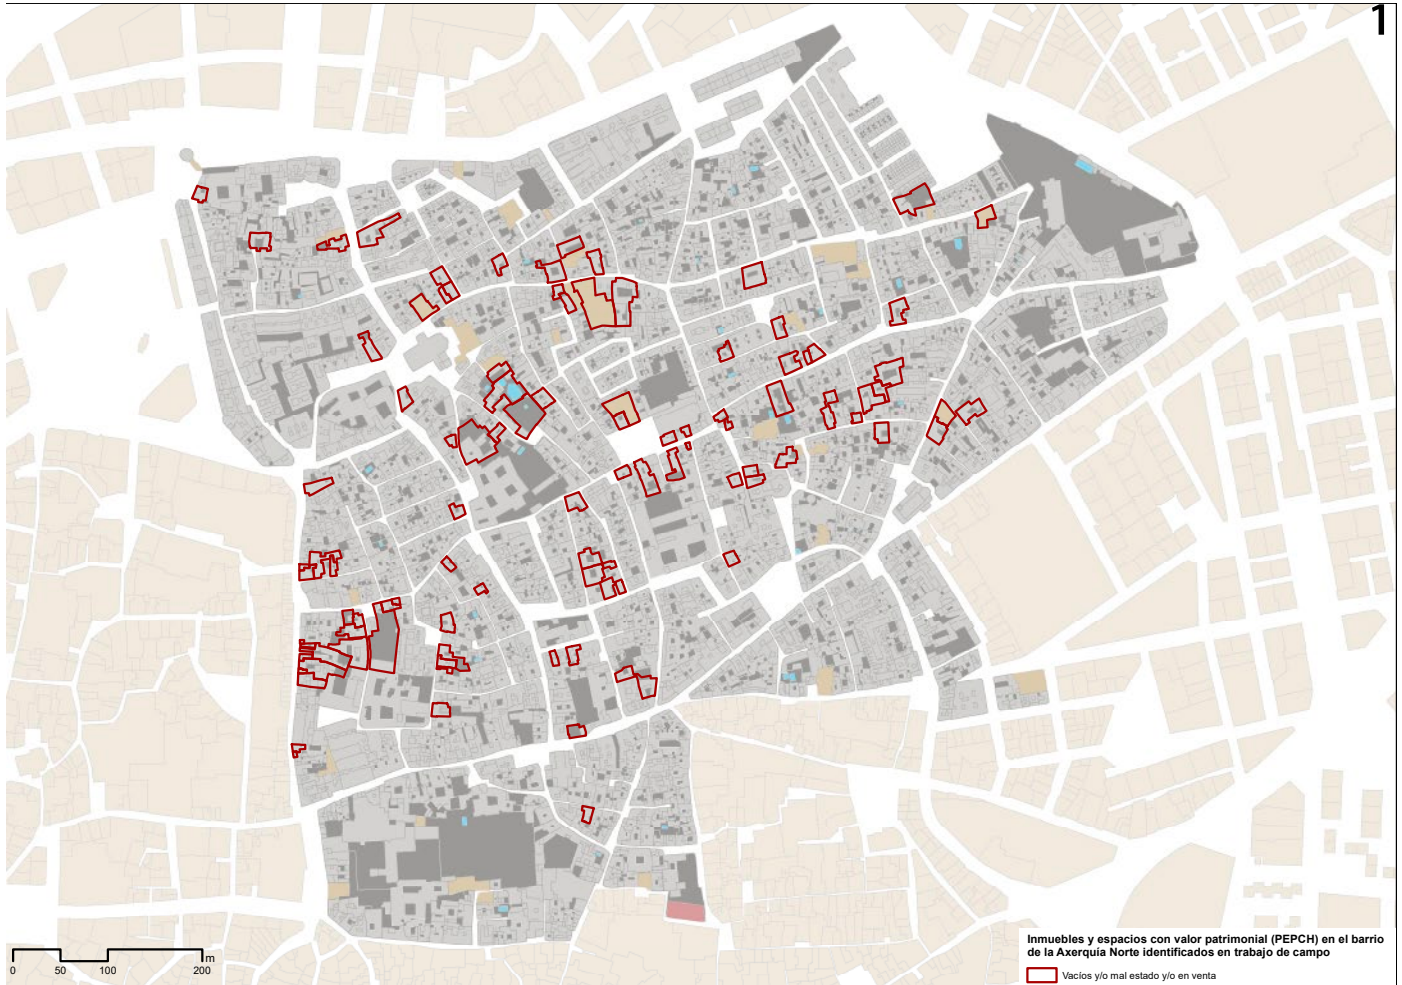 1
Inmuebles y espacios con valor patrimonial (PEPCH) en el barrio
de la Axerquía Norte identificados en trabajo de campo
Vacíos y/o mal estado y/o en venta
m
0 50 100 200